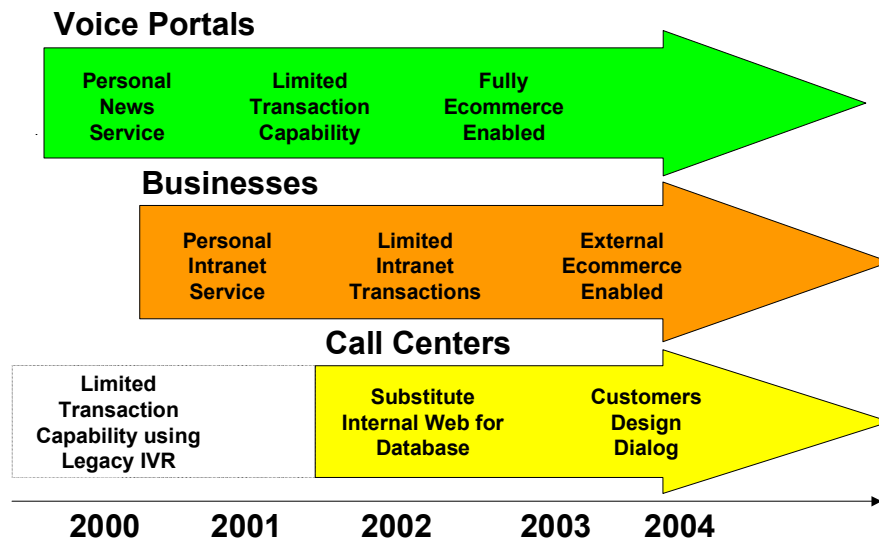 Voice Portals
Personal
News
Service
Limited
Transaction
Capability
Fully
Ecommerce
Enabled
Businesses
Personal
Intranet
Service
Limited
Intranet
Transactions
External
Ecommerce
Enabled
Call Centers
Limited
Transaction
Capability using
Legacy IVR
Substitute
Internal Web for
Database
Customers
Design
Dialog
2000 2001 2002 2003 2004